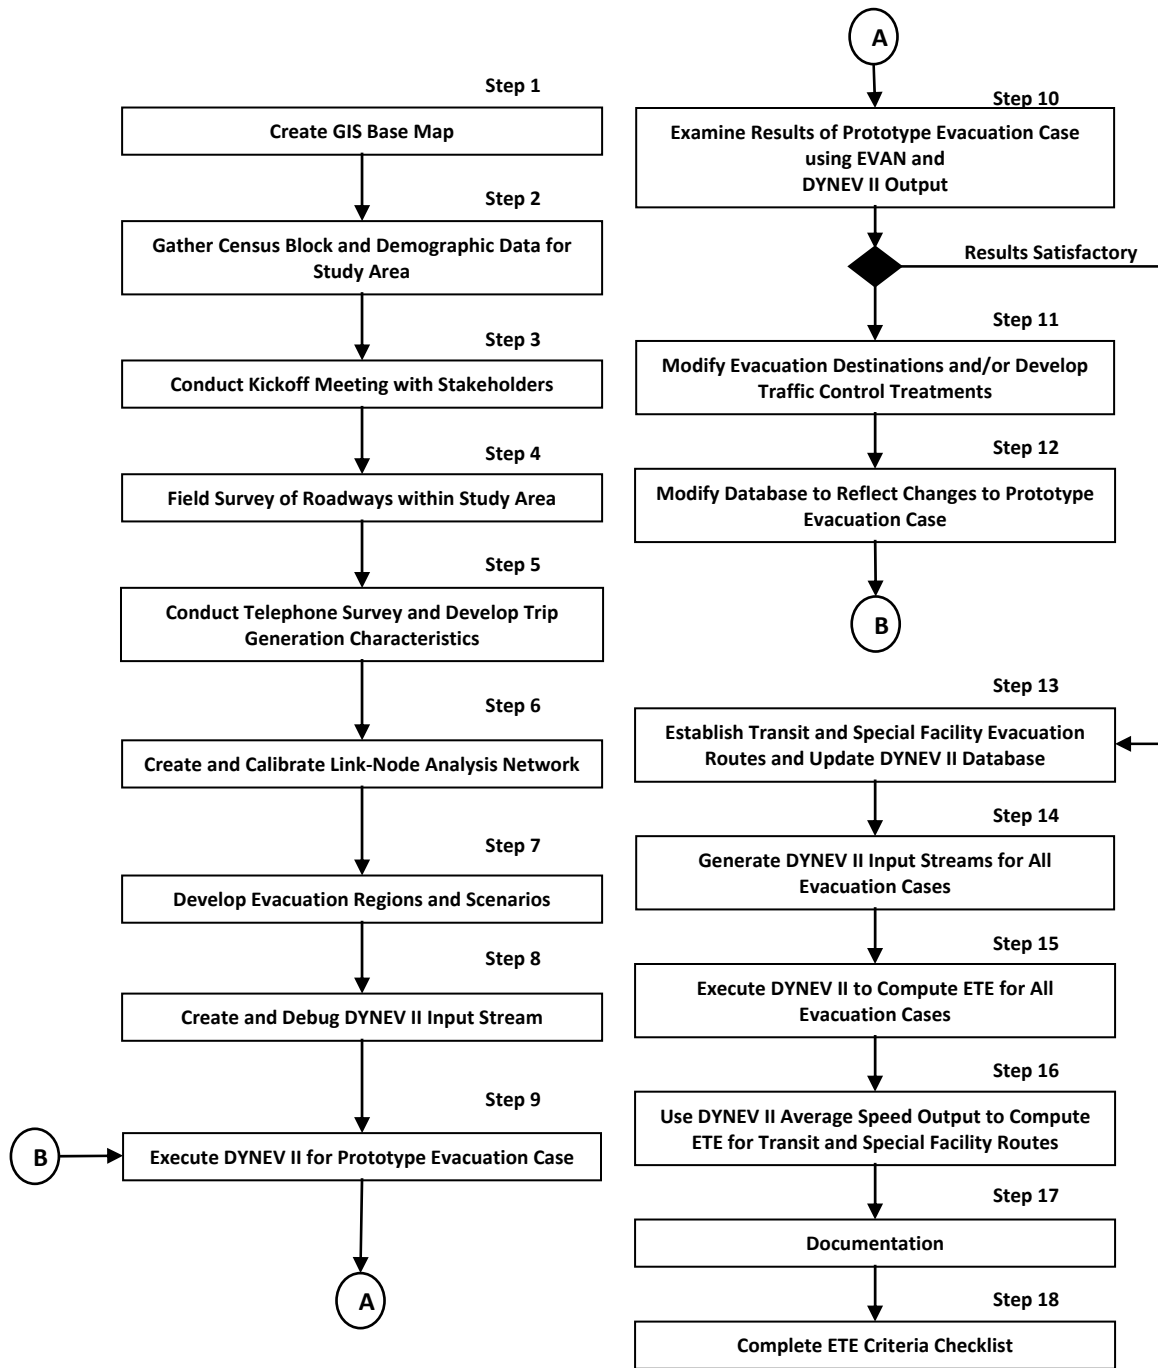 Step 1
Create GIS Base Map
Step 2
Gather Census Block and Demographic Data for
Study Area
Step 3
Conduct Kickoff Meeting with Stakeholders
Step 4
Field Survey of Roadways within Study Area
Step 5
Conduct Telephone Survey and Develop Trip
Generation Characteristics
Step 6
Create and Calibrate Link-Node Analysis Network
Step 7
Develop Evacuation Regions and Scenarios
Step 8
Create and Debug DYNEV II Input Stream
Step 9
B
Execute DYNEV II for Prototype Evacuation Case
A
A
Step 10
Examine Results of Prototype Evacuation Case
using EVAN and
DYNEV II Output
Results Satisfactory
Step 11
Modify Evacuation Destinations and/or Develop
Traffic Control Treatments
Step 12
Modify Database to Reflect Changes to Prototype
Evacuation Case
B
Step 13
Establish Transit and Special Facility Evacuation
Routes and Update DYNEV II Database
Step 14
Generate DYNEV II Input Streams for All
Evacuation Cases
Step 15
Execute DYNEV II to Compute ETE for All
Evacuation Cases
Step 16
Use DYNEV II Average Speed Output to Compute
ETE for Transit and Special Facility Routes
Step 17
Documentation
Step 18
Complete ETE Criteria Checklist